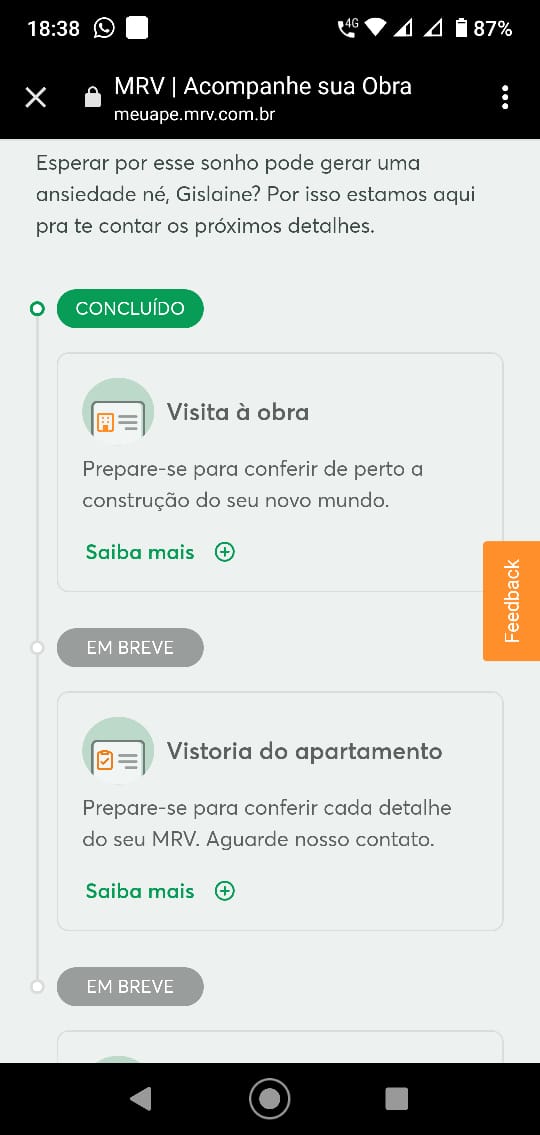 18:38
4G
87%
MRV | Acompanhe sua Obra
meuape.mrv.com.br
Esperar por esse sonho pode gerar uma
ansiedade né, Gislaine? Por isso estamos aqui
pra te contar os próximos detalhes.
CONCLUÍDO
Visita à obra
Prepare-se para conferir de perto a
construção do seu novo mundo.
Saiba mais
Feedback
EM BREVE
Vistoria do apartamento
Prepare-se para conferir cada detalhe
do seu MRV. Aguarde nosso contato.
Saiba mais
EM BREVE